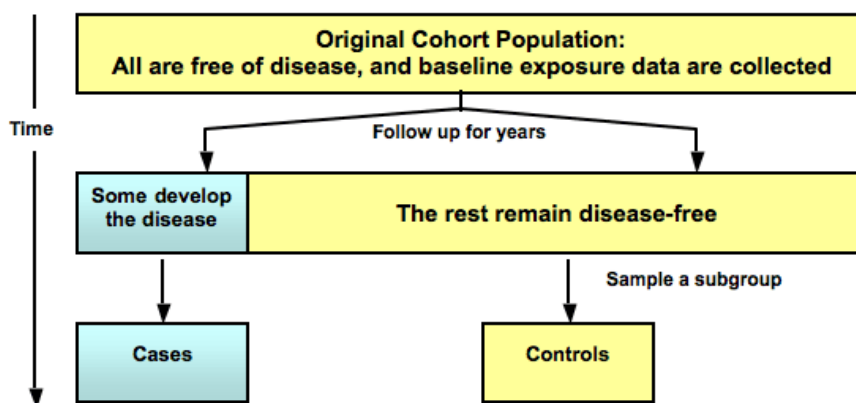 Original Cohort Population:
All are free of disease, and baseline exposure data are collected
Time
Follow up for years
Some develop
the disease
The rest remain disease-free
Sample a subgroup
Cases
Controls